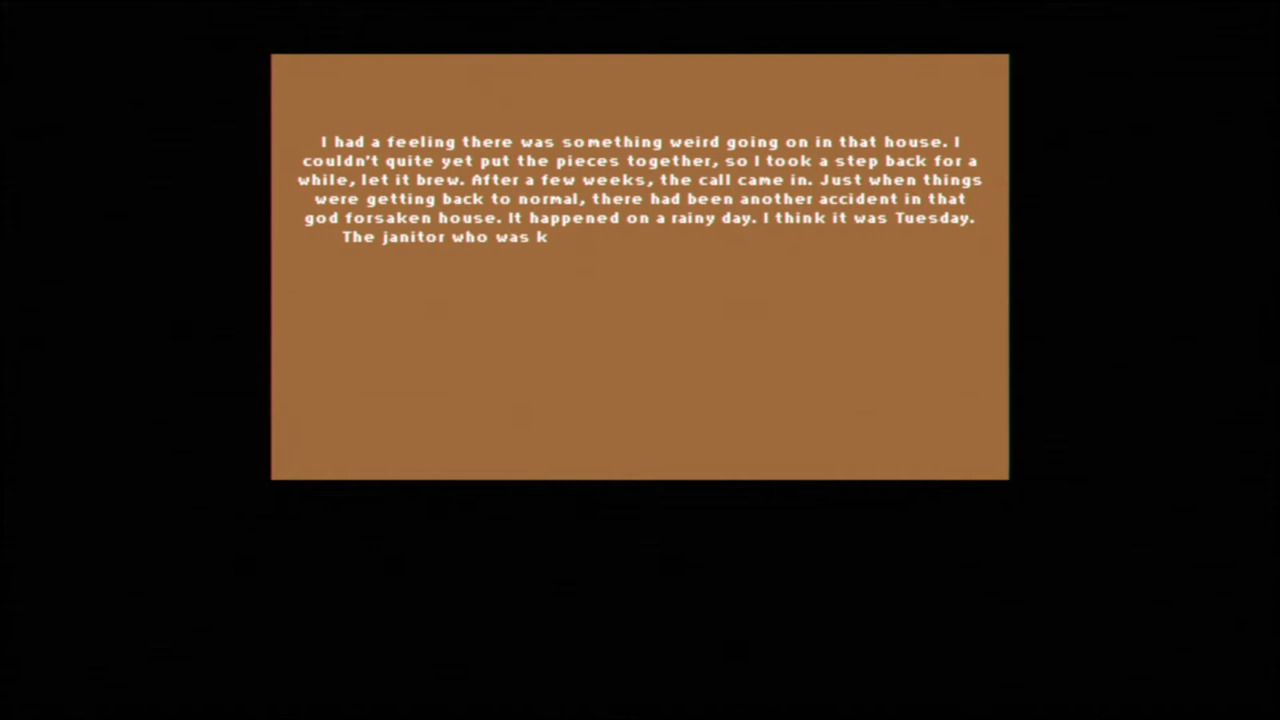 I had a feeling there was something weird going on in that house. I
couldn't quite yet put the pieces together, so I took a step back for a
while, let it brew. After a few weeks, the call came in. Just when things
were getting back to normal, there had been another accident in that
god forsaken house. It happened on a rainy day. I think it was Tuesday.
The janitor who was k